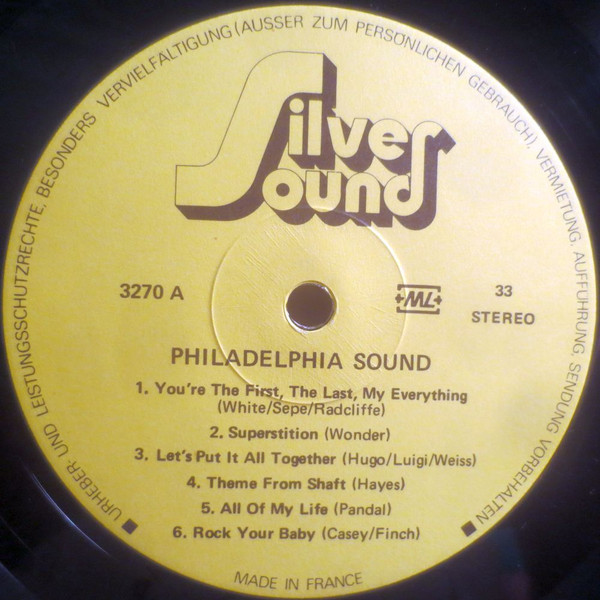 URHEBER- UND LEISTUNGSSCHUTZRECHTE, BESONDERS VERVIELFÄLTIGUNG (AUSSER ZUM PERSÖNLICHEN GEBRAUCH), VERMIETUNG, AUFFÜHRUNG, SENDUNG VORBEHALTEN
Silver
Sound
3270 A
ML
33
STEREO
PHILADELPHIA SOUND
1. You're The First, The Last, My Everything
(White/Sepe/Radcliffe)
2. Superstition (Wonder)
3. Let's Put It All Together (Hugo/Luigi/Weiss)
4. Theme From Shaft (Hayes)
5. All Of My Life (Pandal)
6. Rock Your Baby (Casey/Finch)
MADE IN FRANCE